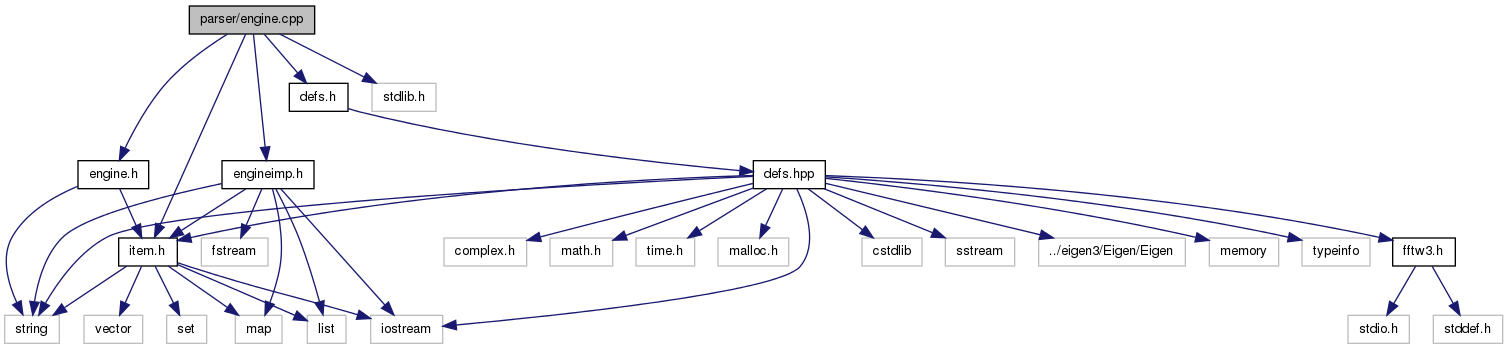 parser/engine.cpp
defs.h
stdlib.h
engine.h
engineimp.h
defs.hpp
item.h
fstream
complex.h
math.h
time.h
malloc.h
cstdlib
sstream
../eigen3/Eigen/Eigen
memory
typeinfo
fftw3.h
string
vector
set
map
list
iostream
stdio.h
stddef.h